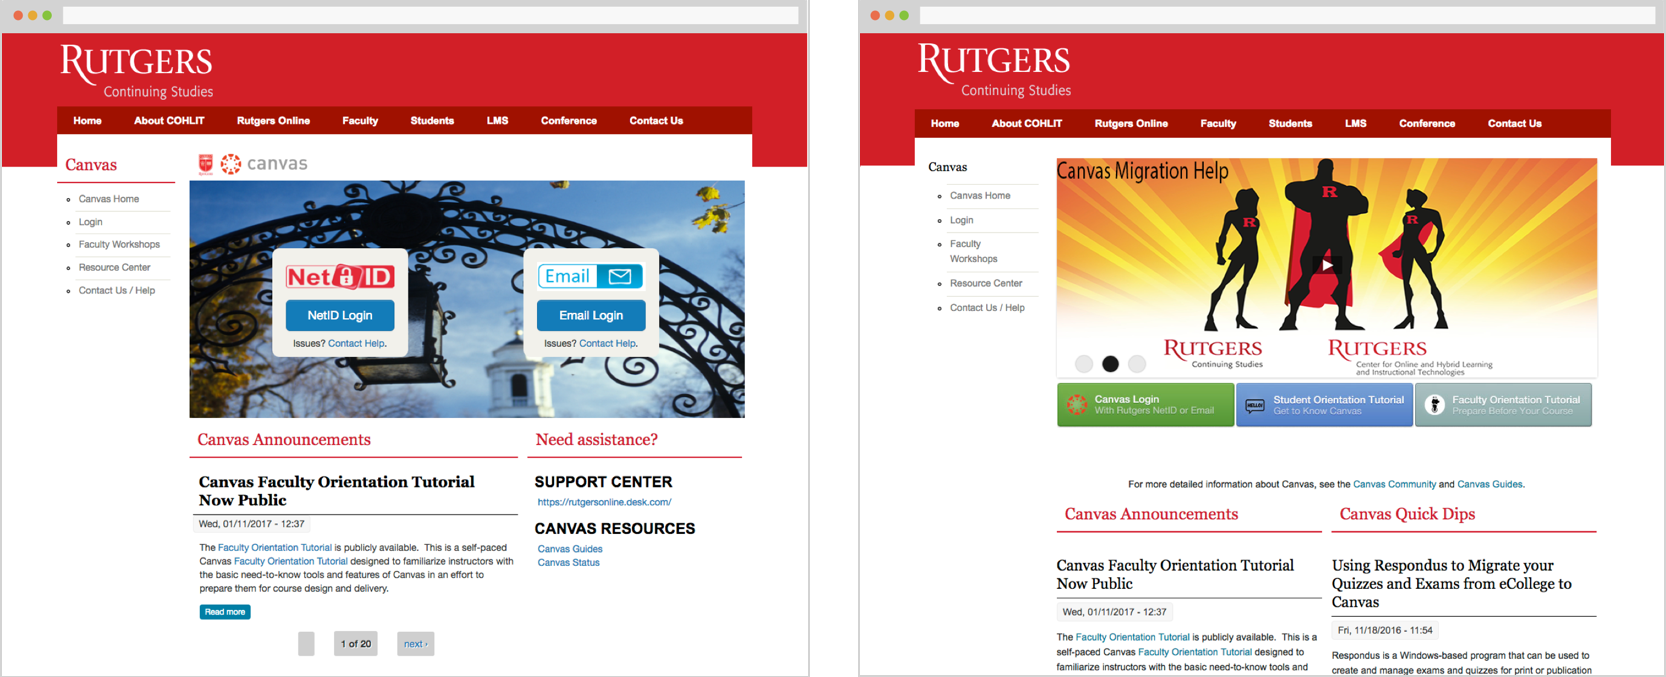 RUTGERS
Continuing Studies
Home About COHLIT Rutgers Online Faculty Students LMS Conference Contact Us
Canvas
Canvas Home
Login
Faculty Workshops
Resource Center
Contact Us / Help
canvas
NetID
NetID Login
Issues? Contact Help.
Email
Email Login
Issues? Contact Help.
Canvas Announcements
Canvas Faculty Orientation Tutorial
Now Public
Wed, 01/11/2017 - 12:37
The Faculty Orientation Tutorial is publicly available. This is a self-paced
Canvas Faculty Orientation Tutorial designed to familiarize instructors with
the basic need-to-know tools and features of Canvas in an effort to
prepare them for course design and delivery.
Read more
1 of 20
next ›
Need assistance?
SUPPORT CENTER
https://rutgersonline.desk.com/
CANVAS RESOURCES
Canvas Guides
Canvas Status
RUTGERS
Continuing Studies
Home About COHLIT Rutgers Online Faculty Students LMS Conference Contact Us
Canvas
Canvas Home
Login
Faculty
Workshops
Resource Center
Contact Us / Help
Canvas Migration Help
R
R
R
RUTGERS
Continuing Studies
RUTGERS
Center for Online and Hybrid Learning
and Instructional Technologies
Canvas Login
With Rutgers NetID or Email
HELLO!
Student Orientation Tutorial
Get to Know Canvas
Faculty Orientation Tutorial
Prepare Before Your Course
For more detailed information about Canvas, see the Canvas Community and Canvas Guides.
Canvas Announcements
Canvas Faculty Orientation Tutorial
Now Public
Wed, 01/11/2017 - 12:37
The Faculty Orientation Tutorial is publicly available. This is a
self-paced Canvas Faculty Orientation Tutorial designed to
familiarize instructors with the basic need-to-know tools and
Canvas Quick Dips
Using Respondus to Migrate your
Quizzes and Exams from eCollege to
Canvas
Fri, 11/18/2016 - 11:54
Respondus is a Windows-based program that can be used to
create and manage exams and quizzes for print or publication